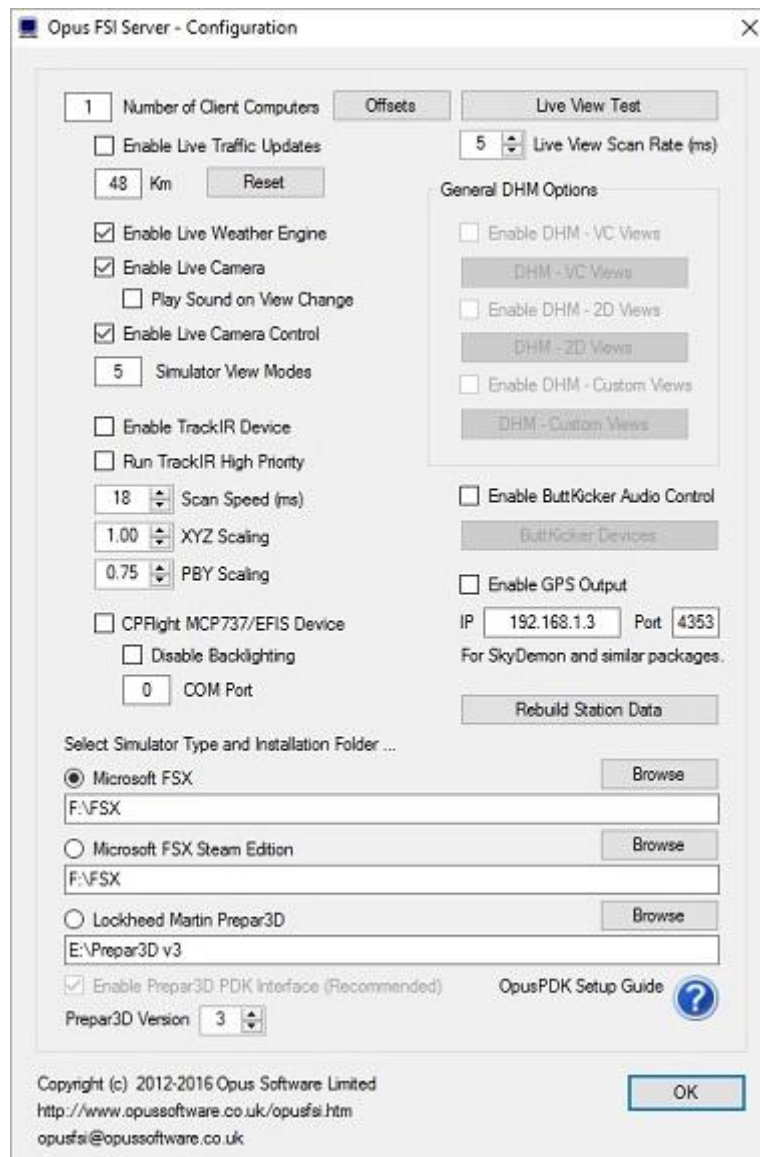 Opus FSI Server - Configuration
1 Number of Client Computers Offsets Live View Test
Enable Live Traffic Updates
5 Live View Scan Rate (ms)
48 Km Reset
General DHM Options
Enable DHM - VC Views
DHM - VC Views
Enable DHM - 2D Views
DHM - 2D Views
Enable DHM - Custom Views
DHM - Custom Views
Enable Live Weather Engine
Enable Live Camera
Play Sound on View Change
Enable Live Camera Control
5 Simulator View Modes
Enable TrackIR Device
Run TrackIR High Priority
18 Scan Speed (ms)
1.00 XYZ Scaling
0.75 PBY Scaling
Enable ButtKicker Audio Control
ButtKicker Devices
Enable GPS Output
IP 192.168.1.3 Port 4353
For SkyDemon and similar packages.
CPFlight MCP737/EFIS Device
Disable Backlighting
0 COM Port
Rebuild Station Data
Select Simulator Type and Installation Folder ...
Microsoft FSX Browse
F:\FSX
Microsoft FSX Steam Edition Browse
F:\FSX
Lockheed Martin Prepar3D Browse
E:\Prepar3D v3
Enable Prepar3D PDK Interface (Recommended) OpusPDK Setup Guide ?
Prepar3D Version 3
Copyright (c) 2012-2016 Opus Software Limited
http://www.opussoftware.co.uk/opusfsi.htm
opusfsi@opussoftware.co.uk
OK